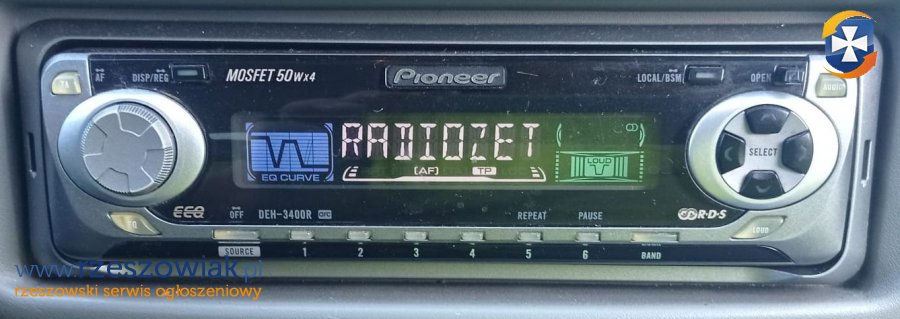 AF
DISP/REG
MOSFET 50W×4
Pioneer
LOCAL/BSM
OPEN
TA
AUDIO
RADIOZET
EQ CURVE
[AF]
TP
LOUD
SELECT
EEQ
OFF
DEH-3400R
REPEAT
PAUSE
R·D·S
EQ
LOUD
SOURCE
1 2 3 4 5 6
BAND
www.rzeszowiak.pl
rzeszowski serwis ogłoszeniowy